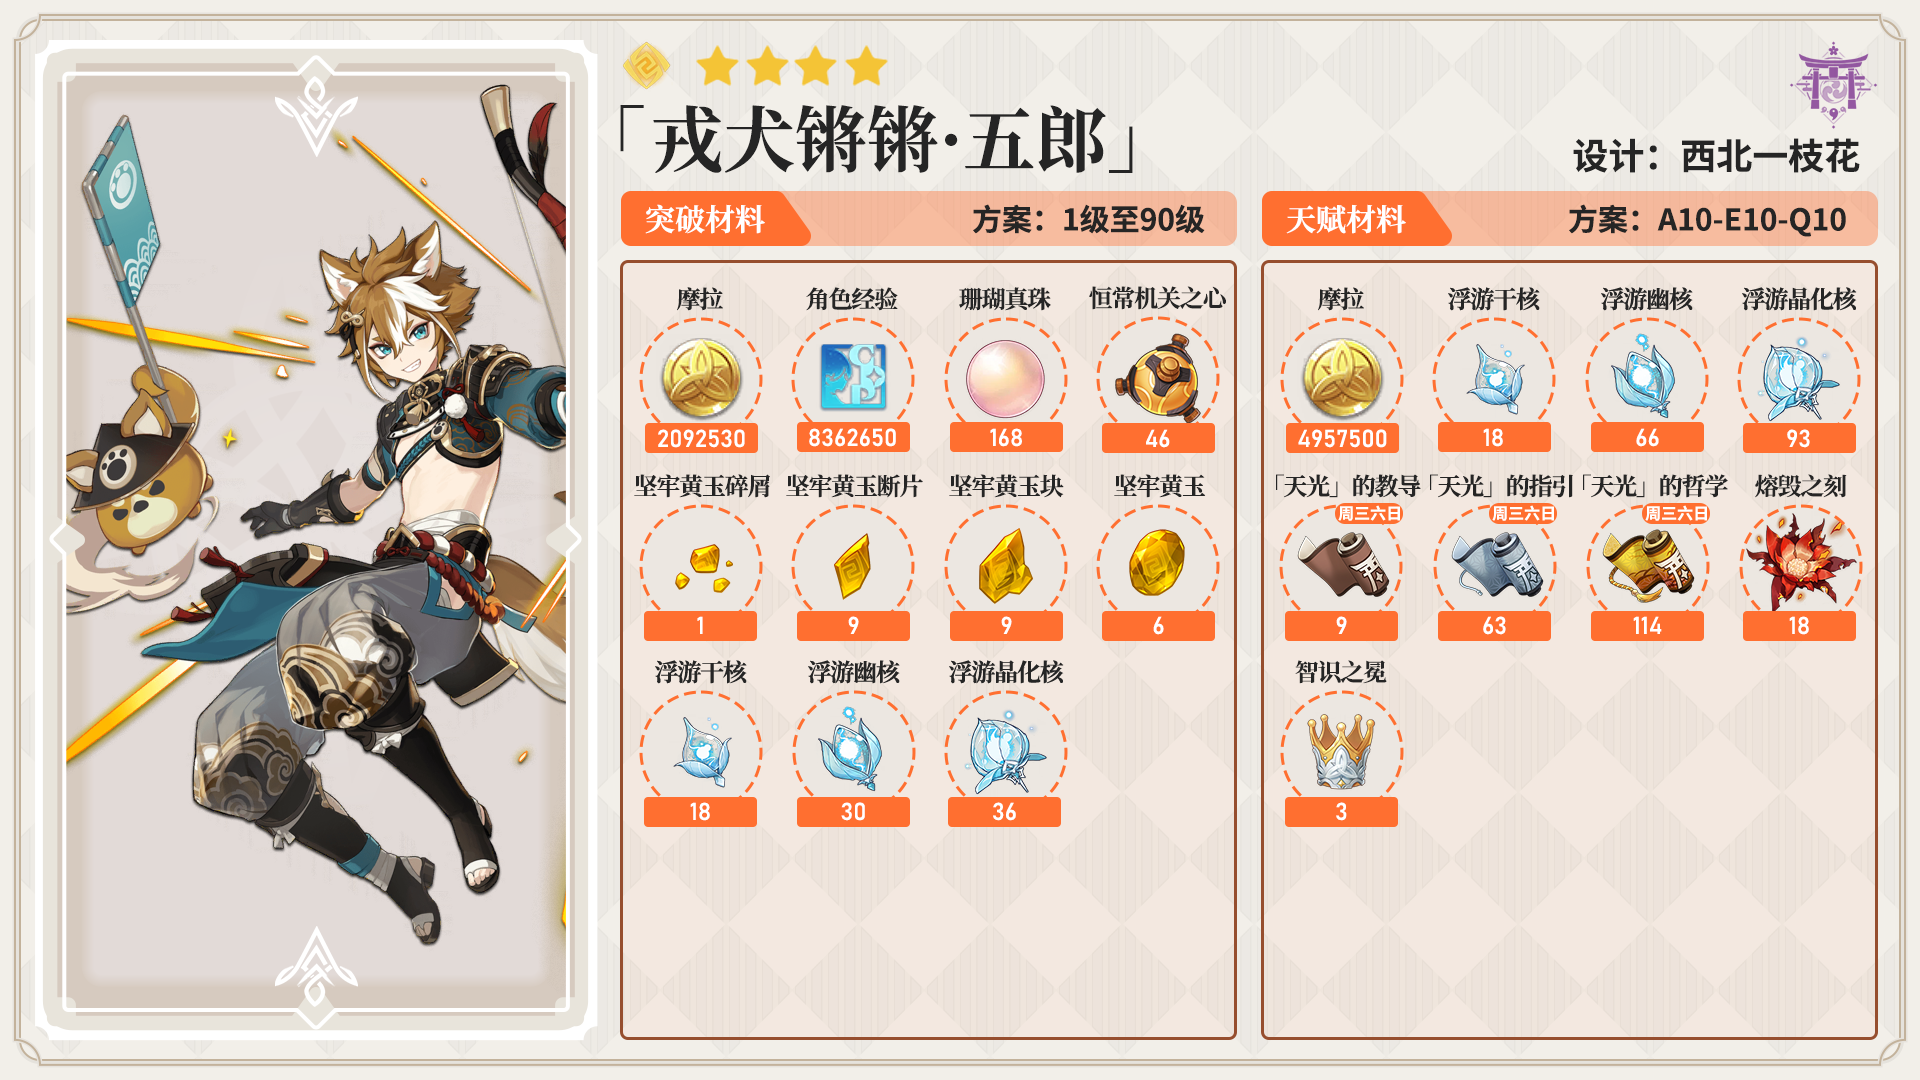 「戎犬锵锵·五郎」
设计：西北一枝花
突破材料
方案：1级至90级
摩拉 角色经验 珊瑚真珠 恒常机关之心
2092530 8362650 168 46
坚牢黄玉碎屑 坚牢黄玉断片 坚牢黄玉块 坚牢黄玉
1 9 9 6
浮游干核 浮游幽核 浮游晶化核
18 30 36
天赋材料
方案：A10-E10-Q10
摩拉 浮游干核 浮游幽核 浮游晶化核
4957500 18 66 93
「天光」的教导 「天光」的指引 「天光」的哲学 熔毁之刻
周三六日 周三六日 周三六日
9 63 114 18
智识之冕
3